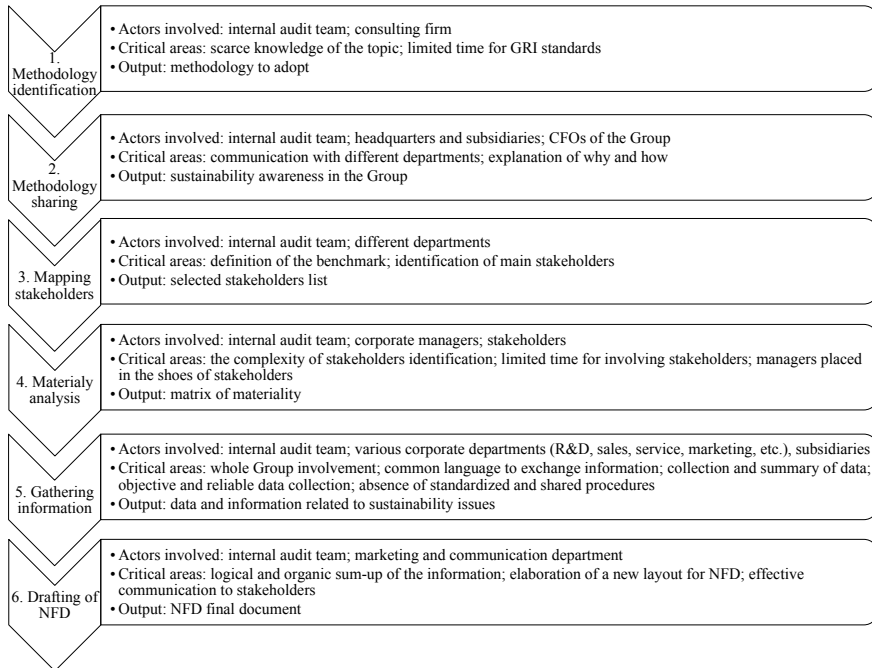 1.
Methodology
identification
• Actors involved: internal audit team; consulting firm
• Critical areas: scarce knowledge of the topic; limited time for GRI standards
• Output: methodology to adopt
2.
Methodology
sharing
• Actors involved: internal audit team; headquarters and subsidiaries; CFOs of the Group
• Critical areas: communication with different departments; explanation of why and how
• Output: sustainability awareness in the Group
3. Mapping
stakeholders
• Actors involved: internal audit team; different departments
• Critical areas: definition of the benchmark; identification of main stakeholders
• Output: selected stakeholders list
4. Materialy
analysis
• Actors involved: internal audit team; corporate managers; stakeholders
• Critical areas: the complexity of stakeholders identification; limited time for involving stakeholders; managers placed
in the shoes of stakeholders
• Output: matrix of materiality
5. Gathering
information
• Actors involved: internal audit team; various corporate departments (R&D, sales, service, marketing, etc.), subsidiaries
• Critical areas: whole Group involvement; common language to exchange information; collection and summary of data;
objective and reliable data collection; absence of standardized and shared procedures
• Output: data and information related to sustainability issues
6. Drafting of
NFD
• Actors involved: internal audit team; marketing and communication department
• Critical areas: logical and organic sum-up of the information; elaboration of a new layout for NFD; effective
communication to stakeholders
• Output: NFD final document